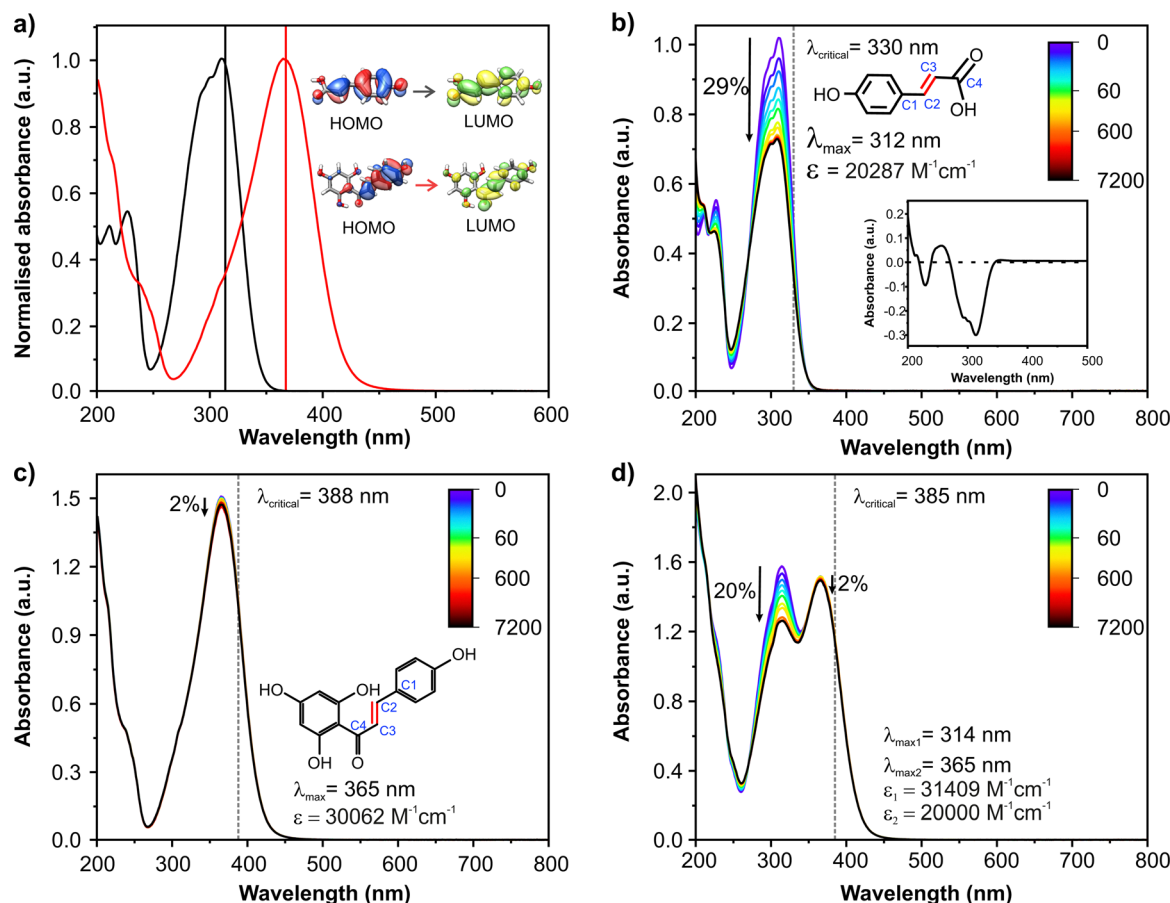 a)
Normalised absorbance (a.u.)
1.0
0.8
0.6
0.4
0.2
0.0
HOMO
LUMO
HOMO
LUMO
200
300
400
500
600
Wavelength (nm)
b)
Absorbance (a.u.)
1.0
0.8
0.6
0.4
0.2
0.0
29%
λcritical = 330 nm
HO
C1
C2
C3
C4
O
OH
λmax = 312 nm
ε = 20287 M⁻¹cm⁻¹
0
60
600
7200
Absorbance (a.u.)
0.2
0.1
0.0
-0.1
-0.2
-0.3
200
300
400
500
Wavelength (nm)
200
300
400
500
600
700
800
Wavelength (nm)
c)
Absorbance (a.u.)
1.5
1.2
0.9
0.6
0.3
0.0
2%
λcritical = 388 nm
0
60
600
7200
OH
HO
OH
C1
C2
C4
C3
OH
O
λmax = 365 nm
ε = 30062 M⁻¹cm⁻¹
200
300
400
500
600
700
800
Wavelength (nm)
d)
Absorbance (a.u.)
2.0
1.6
1.2
0.8
0.4
0.0
20%
2%
λcritical = 385 nm
0
60
600
7200
λmax1 = 314 nm
λmax2 = 365 nm
ε1 = 31409 M⁻¹cm⁻¹
ε2 = 20000 M⁻¹cm⁻¹
200
300
400
500
600
700
800
Wavelength (nm)